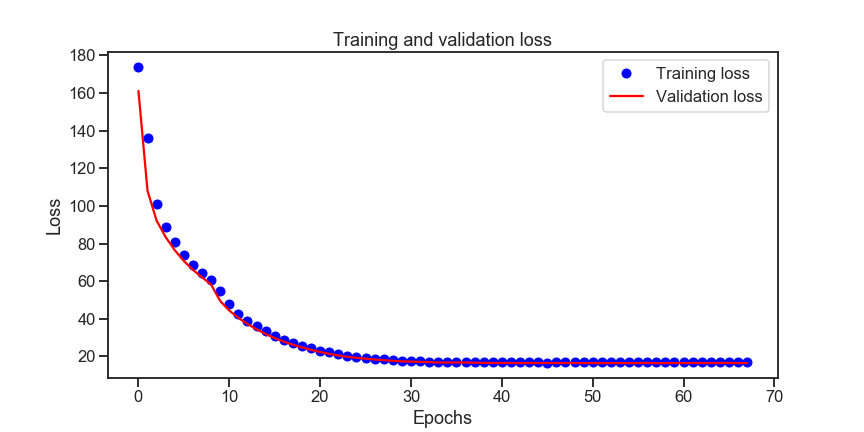 Training and validation loss
Training loss
Validation loss
180
160
140
120
100
80
60
40
20
Loss
0 10 20 30 40 50 60 70
Epochs